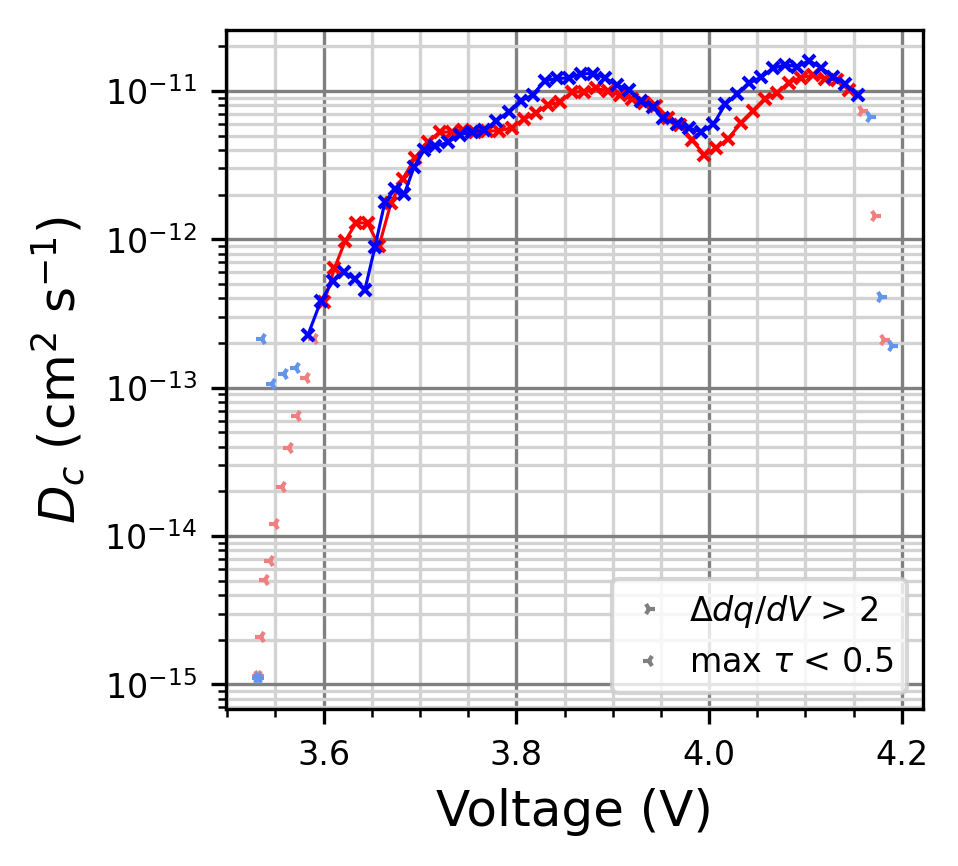 10⁻¹¹
10⁻¹²
10⁻¹³
10⁻¹⁴
10⁻¹⁵
D_c (cm² s⁻¹)
Δdq/dV > 2
max τ < 0.5
3.6 3.8 4.0 4.2
Voltage (V)